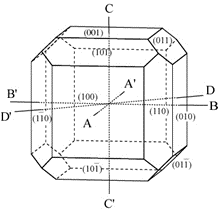 C
(001)
(011)
(101)
A'
B'
(100)
D
B
D'
A
(110)
(110)
(010)
(101̄)
(011̄)
C'